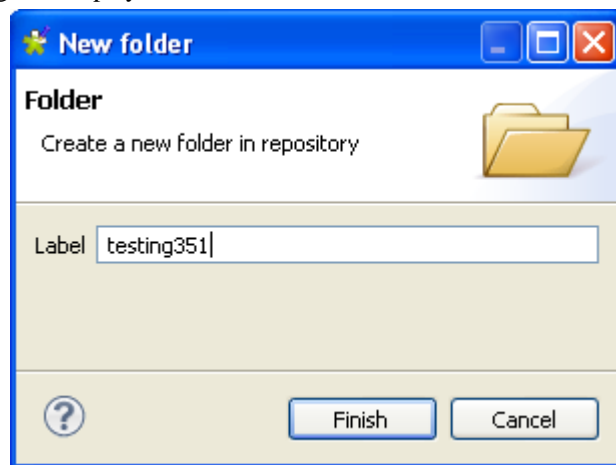 New folder
Folder
Create a new folder in repository
Label testing351
Finish Cancel